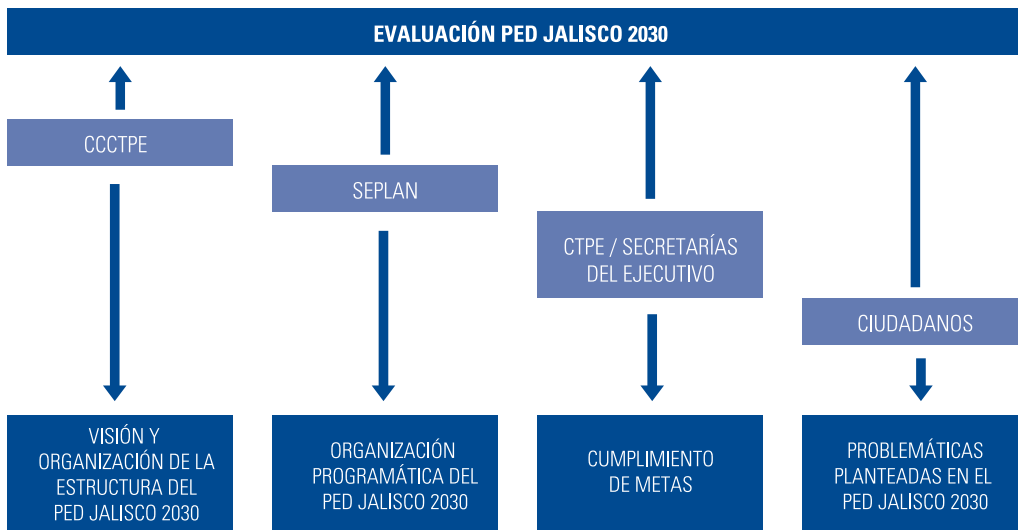 EVALUACIÓN PED JALISCO 2030
CCCTPE
SEPLAN
CTPE / SECRETARÍAS
DEL EJECUTIVO
CIUDADANOS
VISIÓN Y
ORGANIZACIÓN DE LA
ESTRUCTURA DEL
PED JALISCO 2030
ORGANIZACIÓN
PROGRAMÁTICA DEL
PED JALISCO 2030
CUMPLIMIENTO
DE METAS
PROBLEMÁTICAS
PLANTEADAS EN EL
PED JALISCO 2030